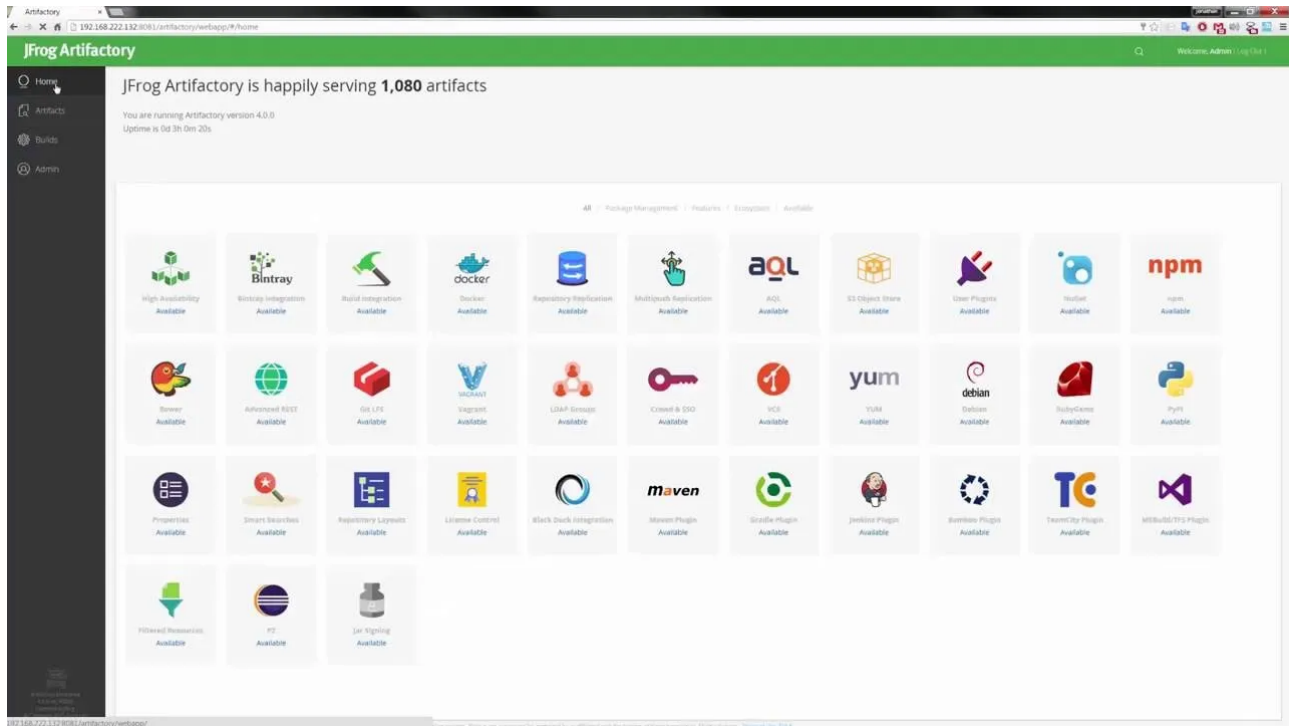 Artifactory
192.168.222.132:8081/artifactory/webapp/#/home
JFrog Artifactory
Welcome, Admin | Log Out |
Home
Artifacts
Builds
Admin
JFrog Artifactory is happily serving 1,080 artifacts
You are running Artifactory version 4.0.0
Uptime is 0d 3h 0m 20s
All / Package Management / Features / Ecosystem / Available
Bintray docker AQL npm
High Availability Bintray Integration Build Integration Docker Repository Replication Multipush Replication AQL S3 Object Store User Plugins NuGet npm
Available Available Available Available Available Available Available Available Available Available Available
VAGRANT yum debian
Bower Advanced REST Git LFS Vagrant LDAP Groups Crowd & SSO VCS YUM Debian RubyGems PyPI
Available Available Available Available Available Available Available Available Available Available Available
maven TC
Properties Smart Searches Repository Layouts License Control Black Duck Integration Maven Plugin Gradle Plugin Jenkins Plugin Bamboo Plugin TeamCity Plugin MSBuild/TFS Plugin
Available Available Available Available Available Available Available Available Available Available Available
Filtered Resources P2 Jar Signing
Available Available Available
192.168.222.132:8081/artifactory/webapp/